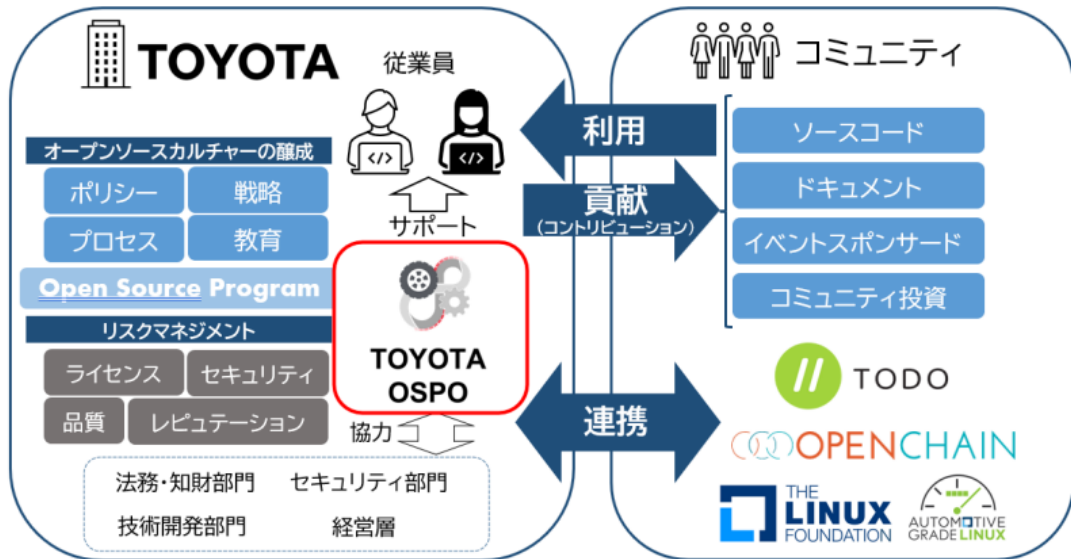 TOYOTA
従業員
</>
</>
オープンソースカルチャーの醸成
ポリシー
戦略
プロセス
教育
サポート
Open Source Program
リスクマネジメント
ライセンス
セキュリティ
品質
レピュテーション
TOYOTA
OSPO
協力
法務・知財部門
セキュリティ部門
技術開発部門
経営層
利用
貢献
(コントリビューション)
連携
コミュニティ
ソースコード
ドキュメント
イベントスポンサード
コミュニティ投資
TODO
OPENCHAIN
THE
LINUX
FOUNDATION
AUTOMOTIVE
GRADE LINUX